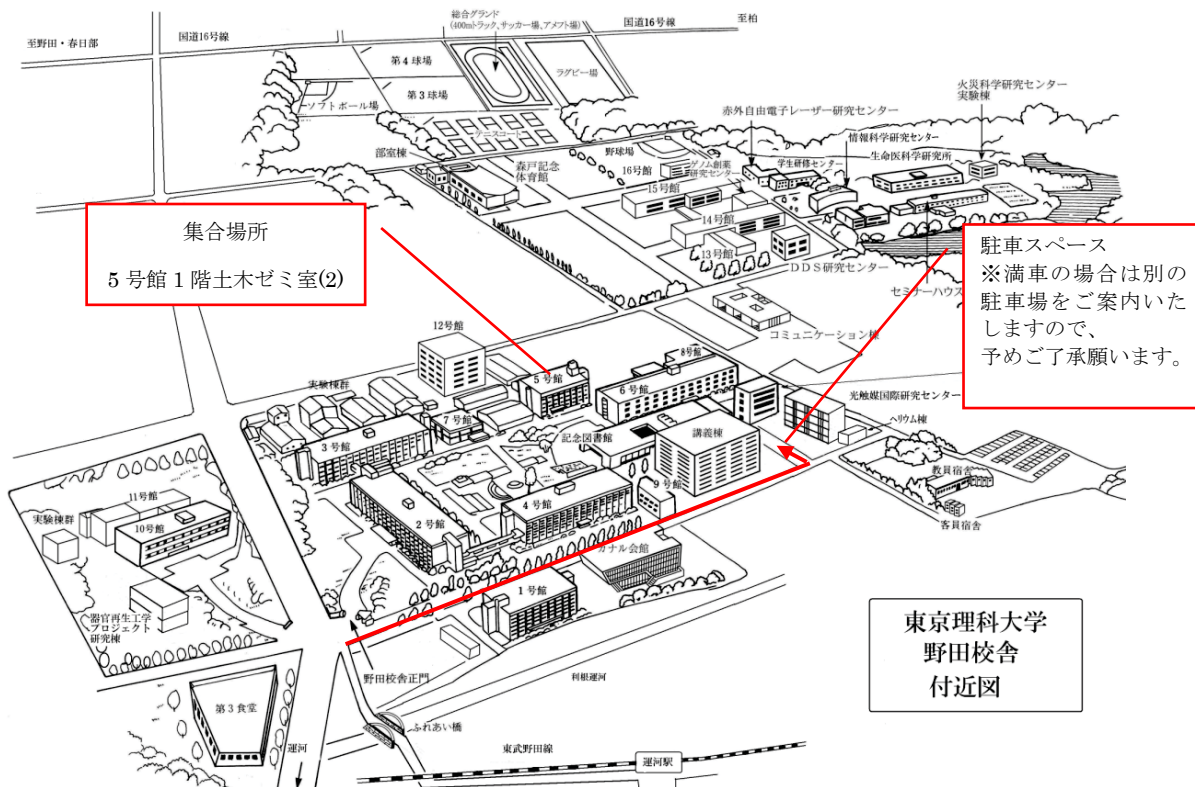 総合グランド
(400mトラック、サッカー場、アメフト場)
国道16号線
至柏
国道16号線
至野田・春日部
第4球場
ラグビー場
第3球場
ソフトボール場
テニスコート
火災科学研究センター
実験棟
赤外自由電子レーザー研究センター
情報科学研究センター
生命医科学研究所
学生研修センター
野球場
部室棟
森戸記念
体育館
16号館
ゲノム創薬
研究センター
15号館
14号館
13号館
DDS研究センター
セミナーハウス
集合場所
5号館1階土木ゼミ室(2)
駐車スペース
※満車の場合は別の
駐車場をご案内いた
しますので、
予めご了承願います。
コミュニケーション棟
12号館
8号館
5号館
6号館
実験棟群
7号館
光触媒国際研究センター
ヘリウム棟
講義棟
記念図書館
3号館
教員宿舎
9号館
4号館
2号館
客員宿舎
11号館
実験棟群
10号館
カナル会館
1号館
器官再生工学
プロジェクト
研究棟
東京理科大学
野田校舎
付近図
野田校舎正門
利根運河
第3食堂
ふれあい橋
運河
東武野田線
運河駅